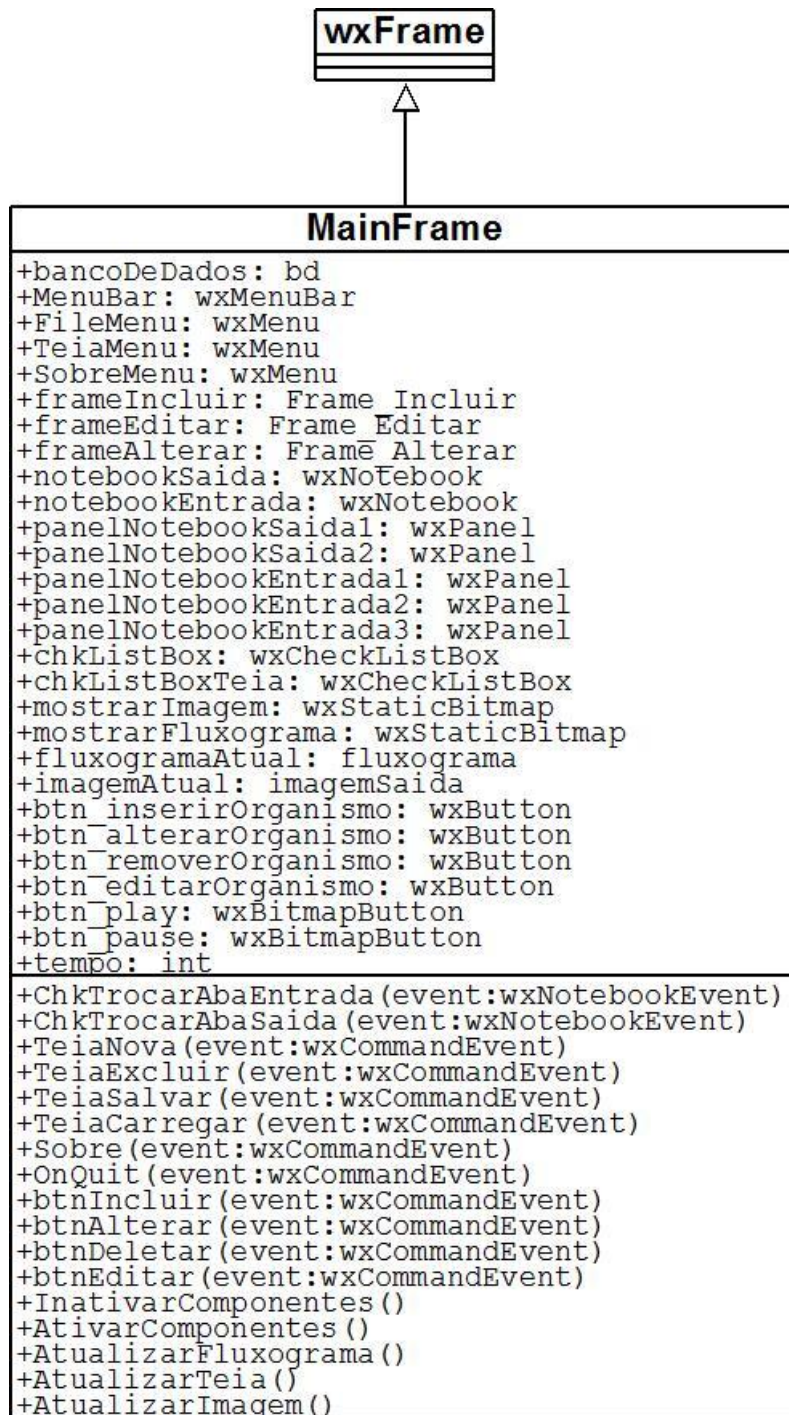 wxFrame
MainFrame
+bancoDeDados: bd
+MenuBar: wxMenuBar
+FileMenu: wxMenu
+TeiaMenu: wxMenu
+SobreMenu: wxMenu
+frameIncluir: Frame_Incluir
+frameEditar: Frame_Editar
+frameAlterar: Frame_Alterar
+notebookSaida: wxNotebook
+notebookEntrada: wxNotebook
+panelNotebookSaida1: wxPanel
+panelNotebookSaida2: wxPanel
+panelNotebookEntrada1: wxPanel
+panelNotebookEntrada2: wxPanel
+panelNotebookEntrada3: wxPanel
+chkListBox: wxCheckListBox
+chkListBoxTeia: wxCheckListBox
+mostrarImagem: wxStaticBitmap
+mostrarFluxograma: wxStaticBitmap
+fluxogramaAtual: fluxograma
+imagemAtual: imagemSaida
+btn_inserirOrganismo: wxButton
+btn_alterarOrganismo: wxButton
+btn_removerOrganismo: wxButton
+btn_editarOrganismo: wxButton
+btn_play: wxBitmapButton
+btn_pause: wxBitmapButton
+tempo: int
+ChkTrocarAbaEntrada(event:wxNotebookEvent)
+ChkTrocarAbaSaida(event:wxNotebookEvent)
+TeiaNova(event:wxCommandEvent)
+TeiaExcluir(event:wxCommandEvent)
+TeiaSalvar(event:wxCommandEvent)
+TeiaCarregar(event:wxCommandEvent)
+Sobre(event:wxCommandEvent)
+OnQuit(event:wxCommandEvent)
+btnIncluir(event:wxCommandEvent)
+btnAlterar(event:wxCommandEvent)
+btnDeletar(event:wxCommandEvent)
+btnEditar(event:wxCommandEvent)
+InativarComponentes()
+AtivarComponentes()
+AtualizarFluxograma()
+AtualizarTeia()
+AtualizarImagem()